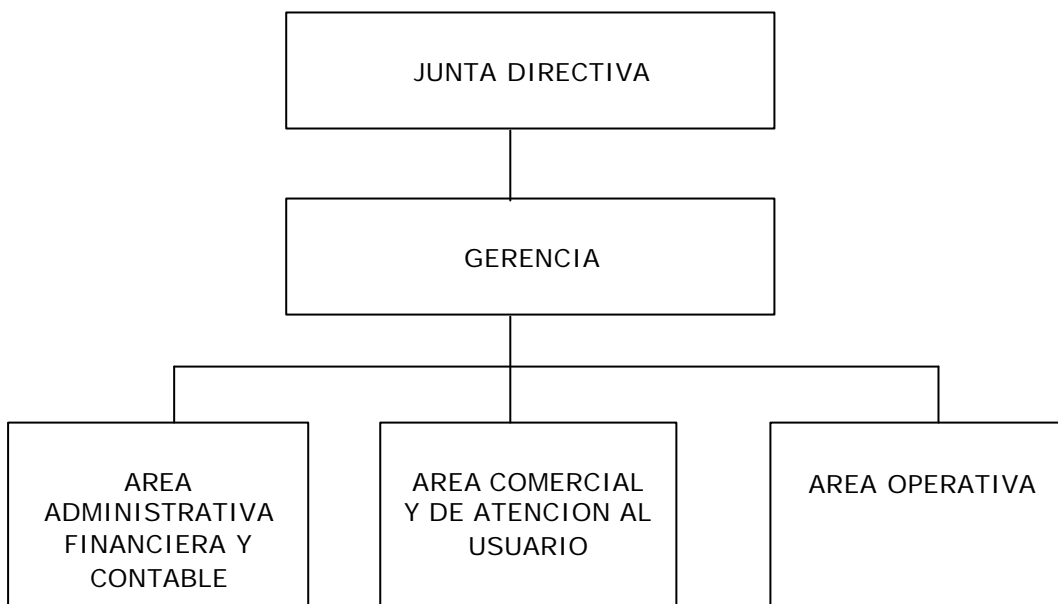 JUNTA DIRECTIVA
GERENCIA
AREA
ADMINISTRATIVA
FINANCIERA Y
CONTABLE
AREA COMERCIAL
Y DE ATENCION AL
USUARIO
AREA OPERATIVA